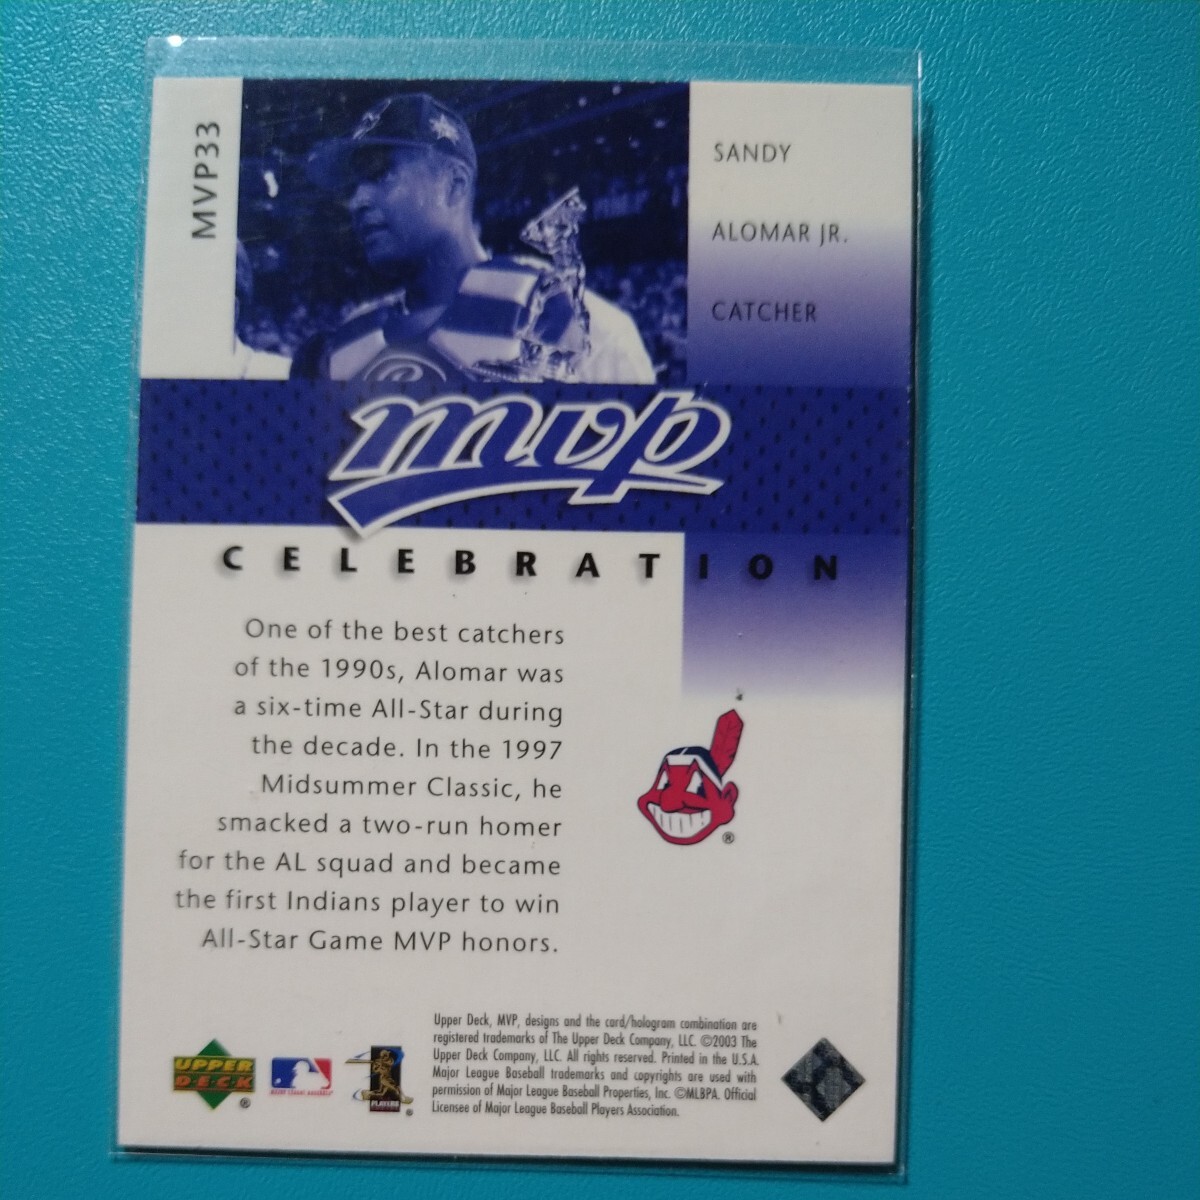 MVP33
SANDY
ALOMAR JR.
CATCHER
mvp
CELEBRATION
One of the best catchers
of the 1990s, Alomar was
a six-time All-Star during
the decade. In the 1997
Midsummer Classic, he
smacked a two-run homer
for the AL squad and became
the first Indians player to win
All-Star Game MVP honors.
Upper Deck, MVP, designs and the card/hologram combination are
registered trademarks of The Upper Deck Company, LLC. ©2003 The
Upper Deck Company, LLC. All rights reserved. Printed in the U.S.A.
Major League Baseball trademarks and copyrights are used with
permission of Major League Baseball Properties, Inc. ©MLBPA. Official
Licensee of Major League Baseball Players Association.
UPPER
DECK
®
MAJOR LEAGUE BASEBALL
PLAYERS
®
®